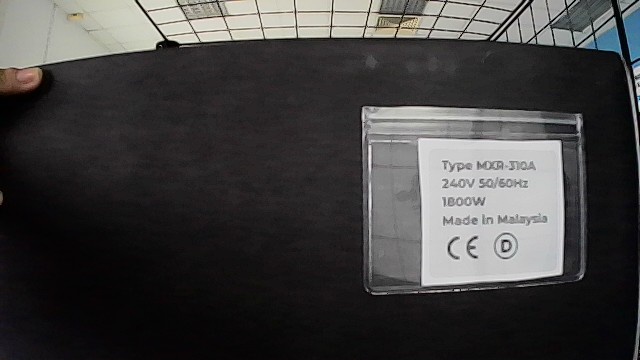 Type MXR-310A
240V 50/60Hz
1800W
Made in Malaysia
CE D